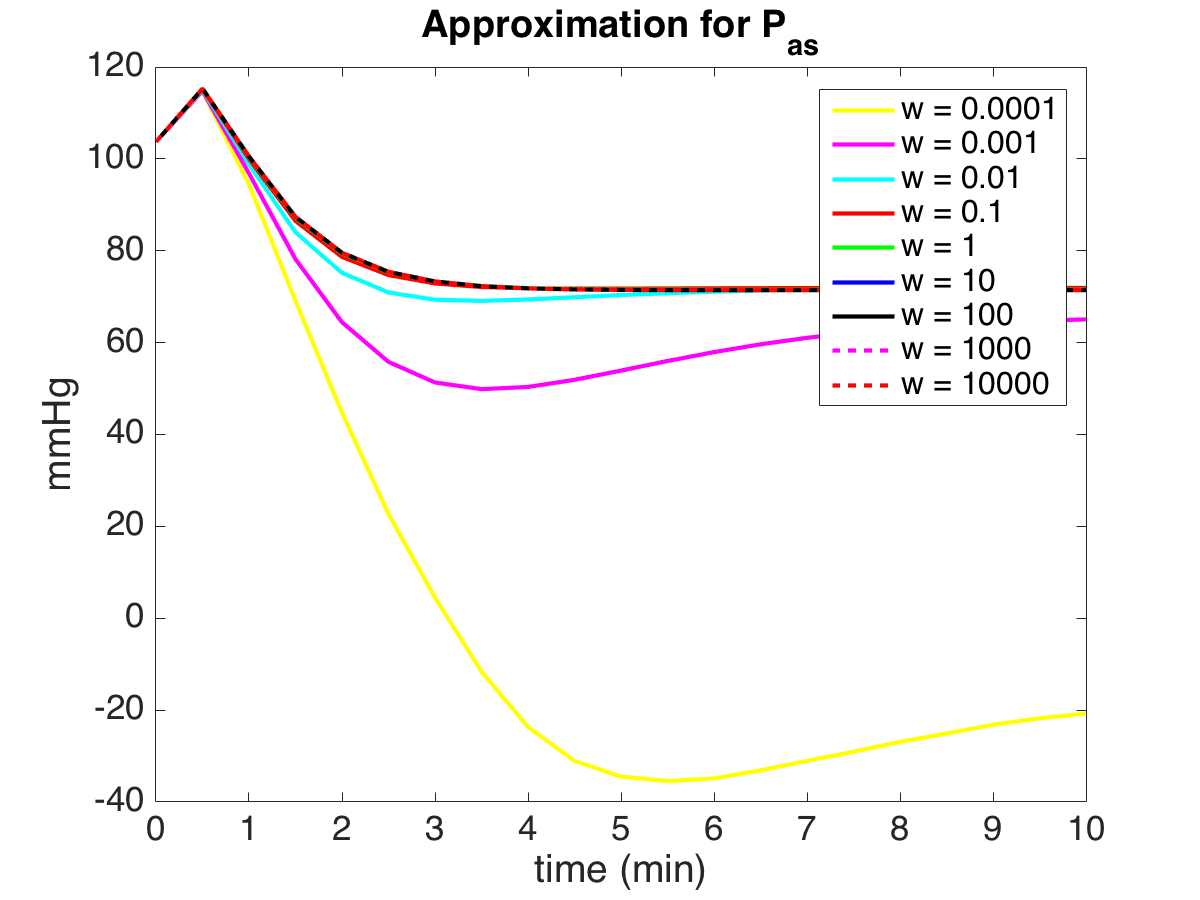 Approximation for P_as
120
100
80
60
40
20
0
-20
-40
mmHg
w = 0.0001
w = 0.001
w = 0.01
w = 0.1
w = 1
w = 10
w = 100
w = 1000
w = 10000
0 1 2 3 4 5 6 7 8 9 10
time (min)